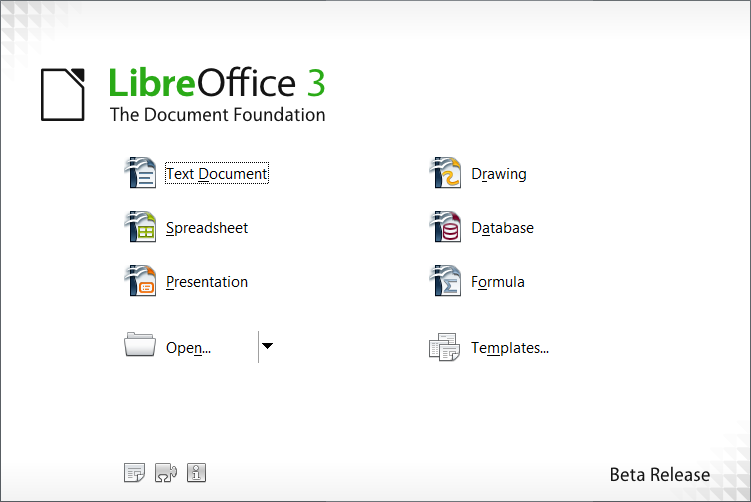 LibreOffice 3
The Document Foundation
Text Document
Drawing
Spreadsheet
Database
Presentation
Formula
Open...
Templates...
Beta Release